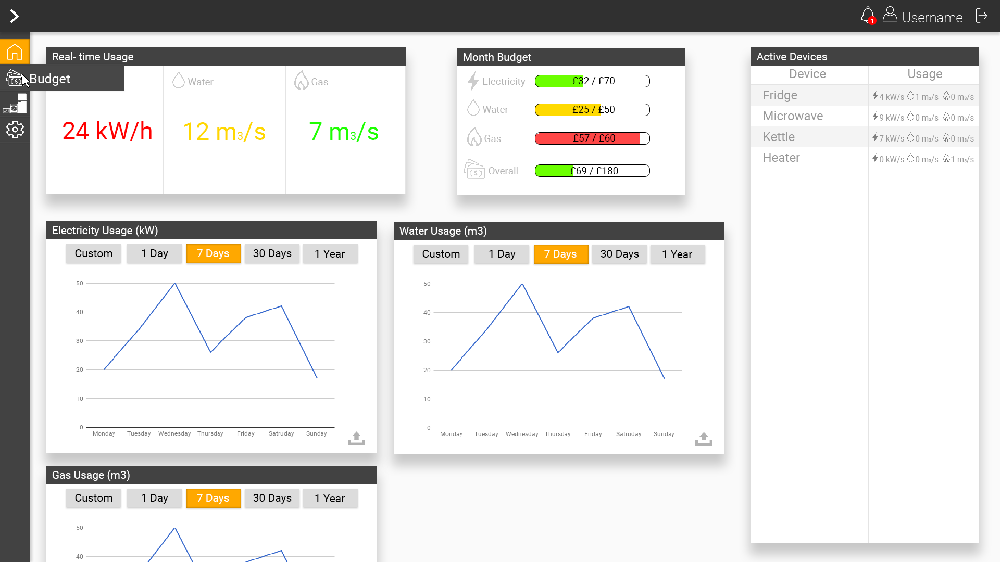 1
Username
Budget
Real- time Usage
Water
Gas
24 kW/h
12 m3/s
7 m3/s
Month Budget
Electricity £32 / £70
Water £25 / £50
Gas £57 / £60
Overall £69 / £180
Active Devices
Device Usage
Fridge 4 kW/s 1 m3/s 0 m3/s
Microwave 9 kW/s 0 m3/s 0 m3/s
Kettle 7 kW/s 0 m3/s 0 m3/s
Heater 0 kW/s 0 m3/s 1 m3/s
Electricity Usage (kW)
Custom 1 Day 7 Days 30 Days 1 Year
50
40
30
20
10
0
Monday Tuesday Wednesday Thursday Friday Satruday Sunday
Water Usage (m3)
Custom 1 Day 7 Days 30 Days 1 Year
50
40
30
20
10
0
Monday Tuesday Wednesday Thursday Friday Satruday Sunday
Gas Usage (m3)
Custom 1 Day 7 Days 30 Days 1 Year
50
40